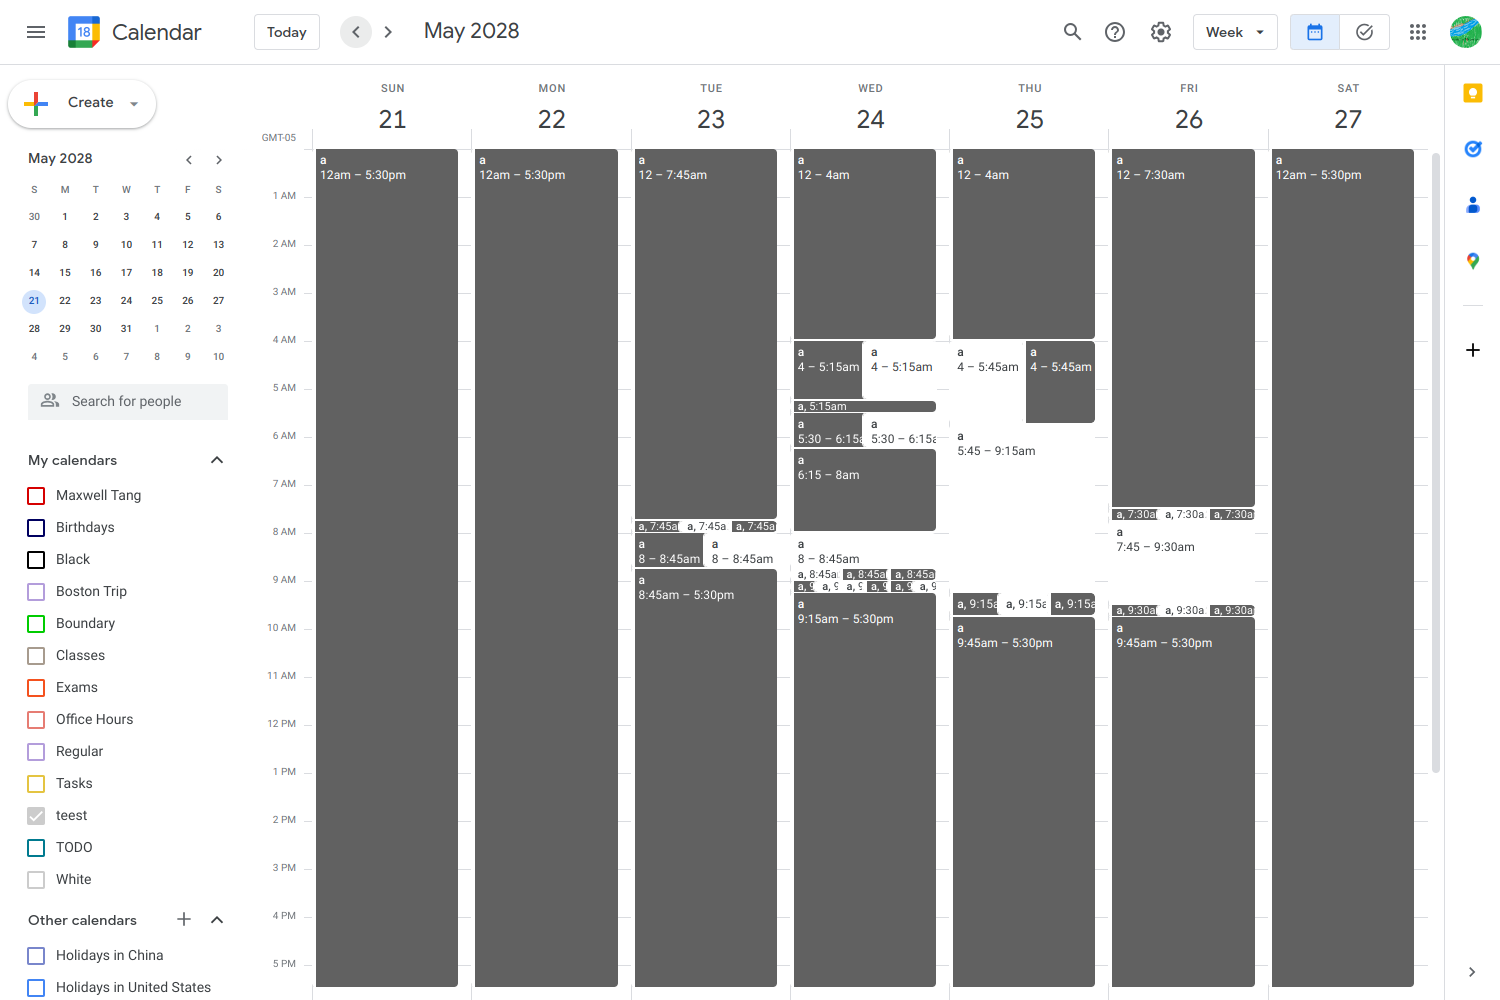 18 Calendar Today May 2028 Week
Create
May 2028
S M T W T F S
30 1 2 3 4 5 6
7 8 9 10 11 12 13
14 15 16 17 18 19 20
21 22 23 24 25 26 27
28 29 30 31 1 2 3
4 5 6 7 8 9 10
Search for people
My calendars
Maxwell Tang
Birthdays
Black
Boston Trip
Boundary
Classes
Exams
Office Hours
Regular
Tasks
teest
TODO
White
Other calendars
Holidays in China
Holidays in United States
SUN MON TUE WED THU FRI SAT
21 22 23 24 25 26 27
GMT-05
1 AM
2 AM
3 AM
4 AM
5 AM
6 AM
7 AM
8 AM
9 AM
10 AM
11 AM
12 PM
1 PM
2 PM
3 PM
4 PM
5 PM
a
12am – 5:30pm
a
12am – 5:30pm
a
12 – 7:45am
a, 7:45a
a, 7:45a
a, 7:45a
a
8 – 8:45am
a
8 – 8:45am
a
8:45am – 5:30pm
a
12 – 4am
a
4 – 5:15am
a
4 – 5:15am
a, 5:15am
a
5:30 – 6:15a
a
5:30 – 6:15a
a
6:15 – 8am
a
8 – 8:45am
a, 8:45a
a, 8:45a
a, 8:45a
a, 9
a, 9
a, 9
a, 9
a, 9
a, 9
a
9:15am – 5:30pm
a
12 – 4am
a
4 – 5:45am
a
4 – 5:45am
a
5:45 – 9:15am
a, 9:15a
a, 9:15a
a, 9:15a
a
9:45am – 5:30pm
a
12 – 7:30am
a, 7:30a
a, 7:30a
a, 7:30a
a
7:45 – 9:30am
a, 9:30a
a, 9:30a
a, 9:30a
a
9:45am – 5:30pm
a
12am – 5:30pm